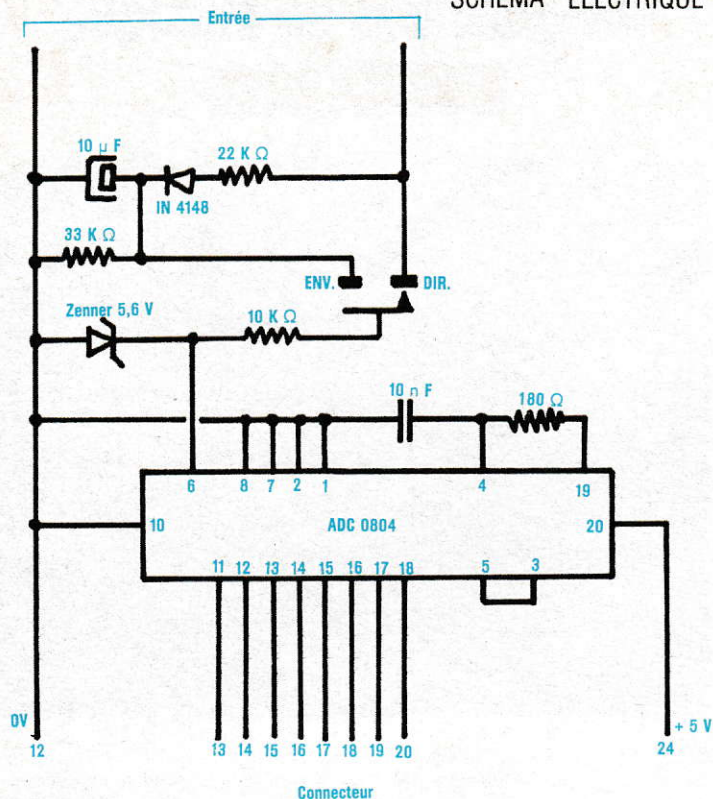 SCHEMA ELECTRIQUE
Entrée
10 µ F
22 K Ω
IN 4148
33 K Ω
ENV.
DIR.
Zenner 5,6 V
10 K Ω
10 n F
180 Ω
6 8 7 2 1 4 19
10 ADC 0804 20
11 12 13 14 15 16 17 18 5 3
0V + 5 V
12 13 14 15 16 17 18 19 20 24
Connecteur